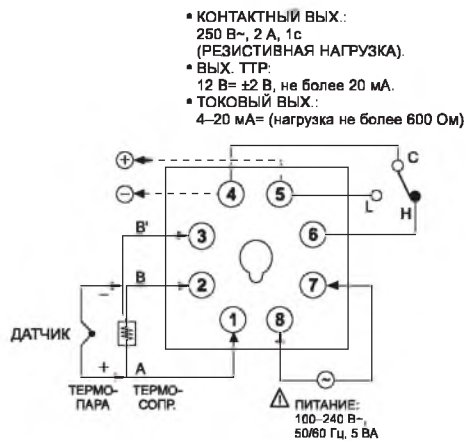 • КОНТАКТНЫЙ ВЫХ.:
250 В~, 2 А, 1с
(РЕЗИСТИВНАЯ НАГРУЗКА).
• ВЫХ. ТТР:
12 В= ±2 В, не более 20 мА.
• ТОКОВЫЙ ВЫХ.:
4–20 мА= (нагрузка не более 600 Ом)
+
−
4
5
C
L
H
B'
3
6
B
2
7
1
8
−
ДАТЧИК
+
A
~
ТЕРМО-
ПАРА
ТЕРМО-
СОПР.
ПИТАНИЕ:
100–240 В~,
50/60 Гц, 5 ВА